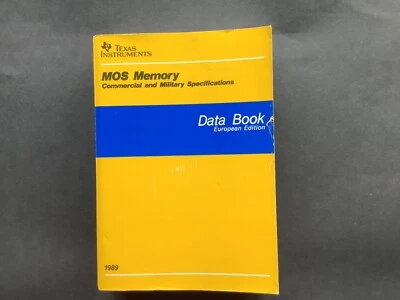 TEXAS
INSTRUMENTS
MOS Memory
Commercial and Military Specifications
Data Book
European Edition
1989